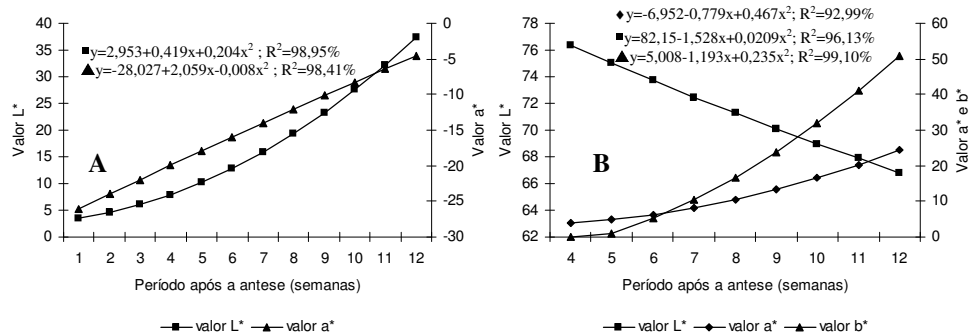 A
y=2,953+0,419x+0,204x² ; R²=98,95%
y=-28,027+2,059x-0,008x² ; R²=98,41%
Valor L*
40
35
30
25
20
15
10
5
0
Valor a*
-0
-5
-10
-15
-20
-25
-30
1 2 3 4 5 6 7 8 9 10 11 12
Período após a antese (semanas)
valor L* valor a*
B
y=-6,952-0,779x+0,467x²; R²=92,99%
y=82,15-1,528x+0,0209x²; R²=96,13%
y=5,008-1,193x+0,235x²; R²=99,10%
Valor L*
78
76
74
72
70
68
66
64
62
Valor a* e b*
60
50
40
30
20
10
0
4 5 6 7 8 9 10 11 12
Período após a antese (semanas)
valor L* valor a* valor b*